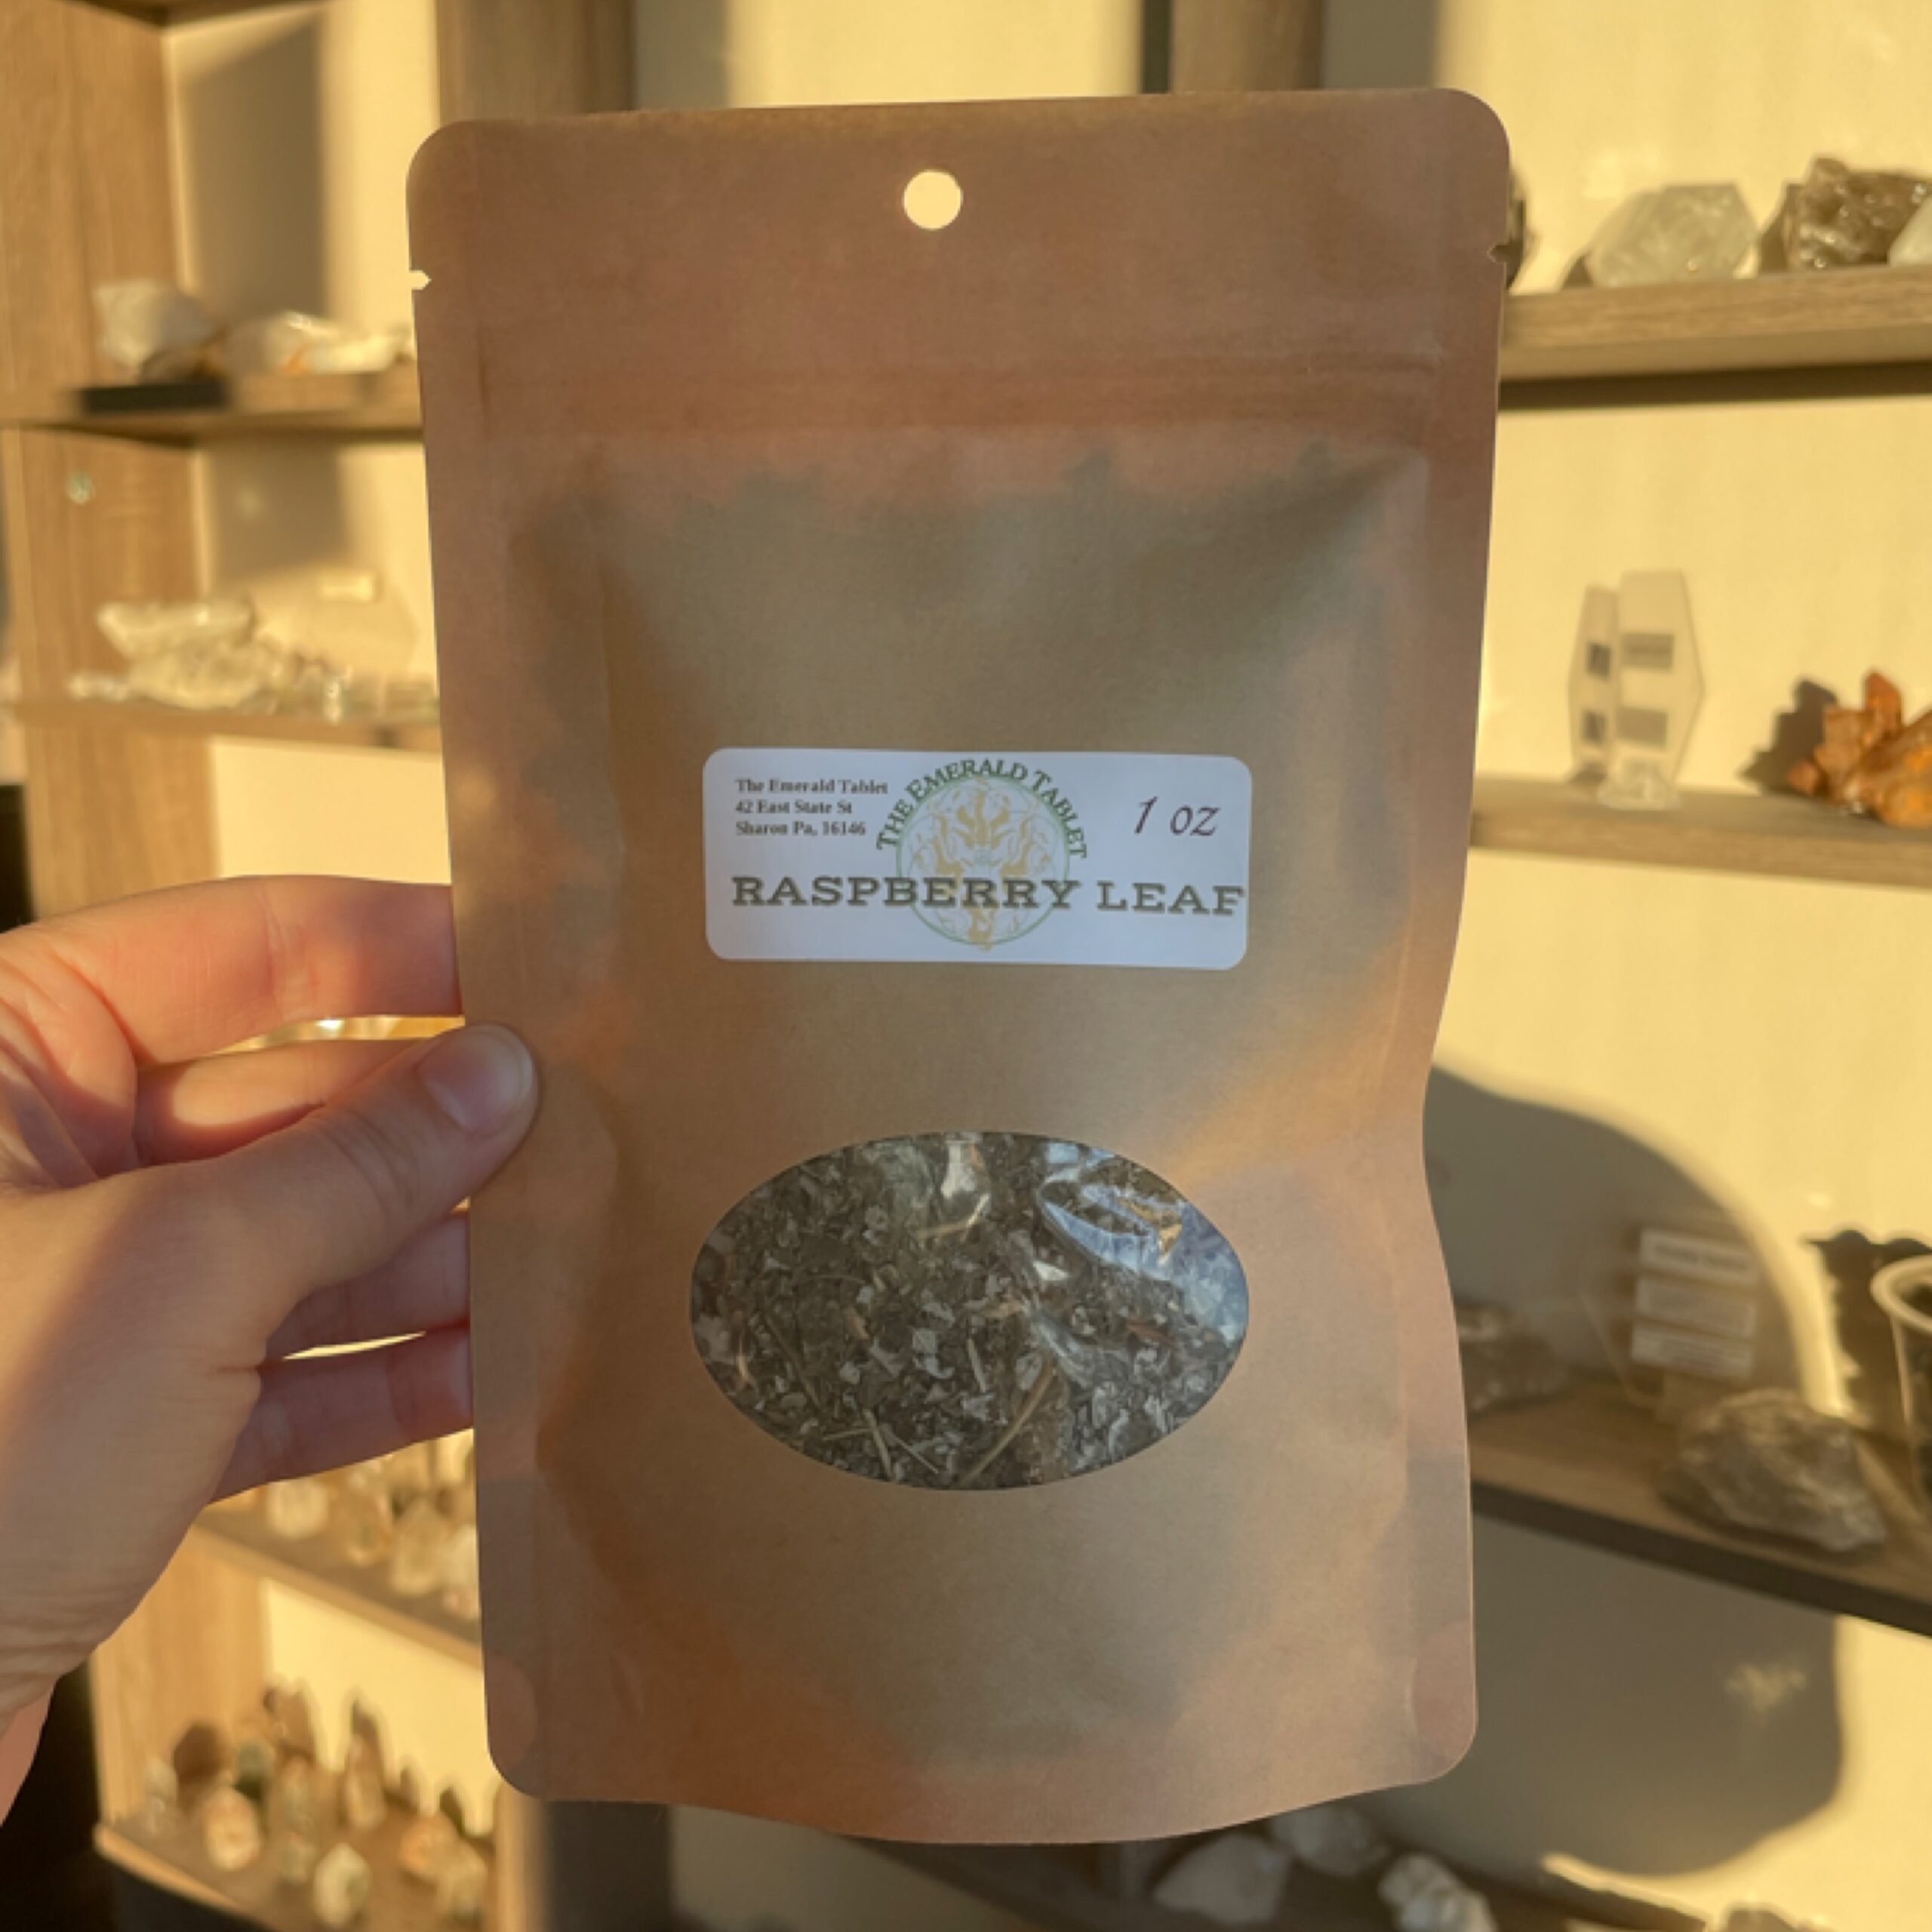 The Emerald Tablet
42 East State St
Sharon Pa, 16146
THE EMERALD TABLET
1 oz
RASPBERRY LEAF